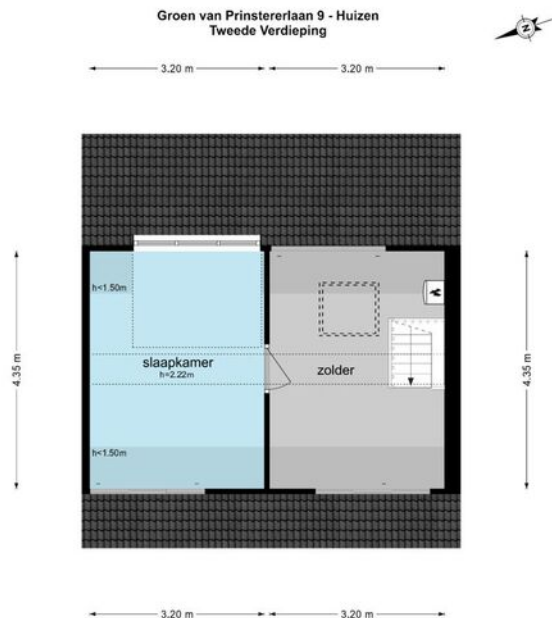 Groen van Prinstererlaan 9 - Huizen
Tweede Verdieping
N
3.20 m
3.20 m
4.35 m
4.35 m
h<1.50m
slaapkamer
h=2.22m
zolder
h<1.50m
3.20 m
3.20 m